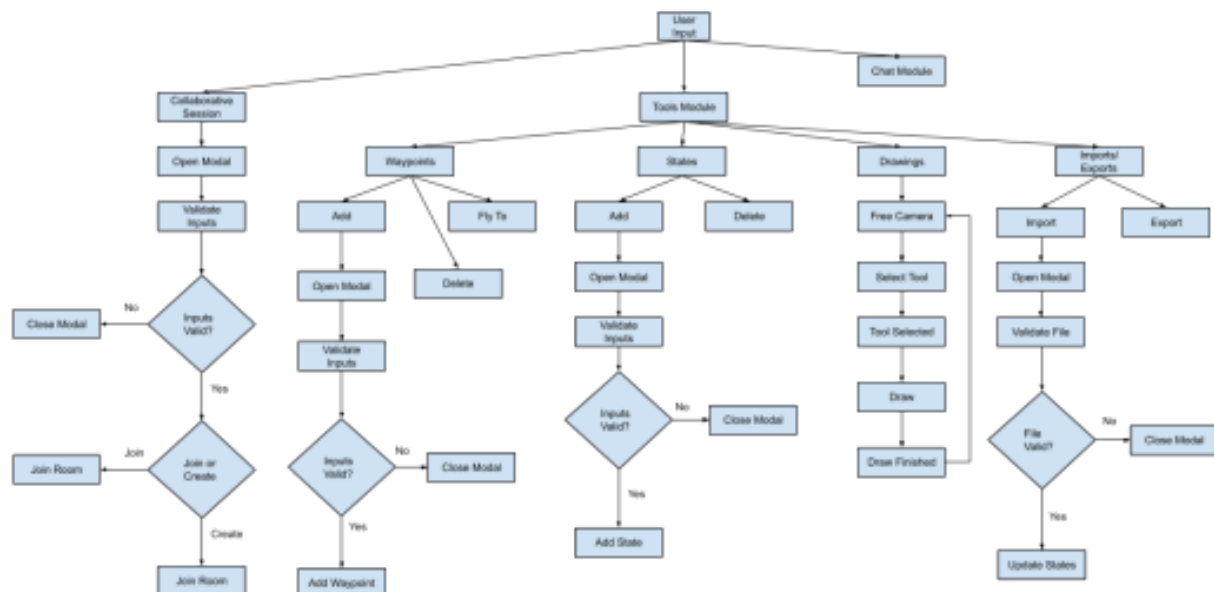 User
Input
Chat Module
Collaborative
Session
Tools Module
Open Modal
Waypoints
States
Drawings
Imports/
Exports
Validate
Inputs
Add
Fly To
Add
Delete
Free Camera
Import
Export
Open Modal
Delete
Open Modal
Select Tool
Open Modal
No
Close Modal
Inputs
Valid?
Validate
Inputs
Validate
Inputs
Tool Selected
Validate File
Yes
Inputs
Valid?
No
Close Modal
Draw
File
Valid?
No
Close Modal
Join
Join Room
Join or
Create
Inputs
Valid?
No
Close Modal
Draw Finished
Yes
Yes
Yes
Create
Add State
Join Room
Add Waypoint
Update States